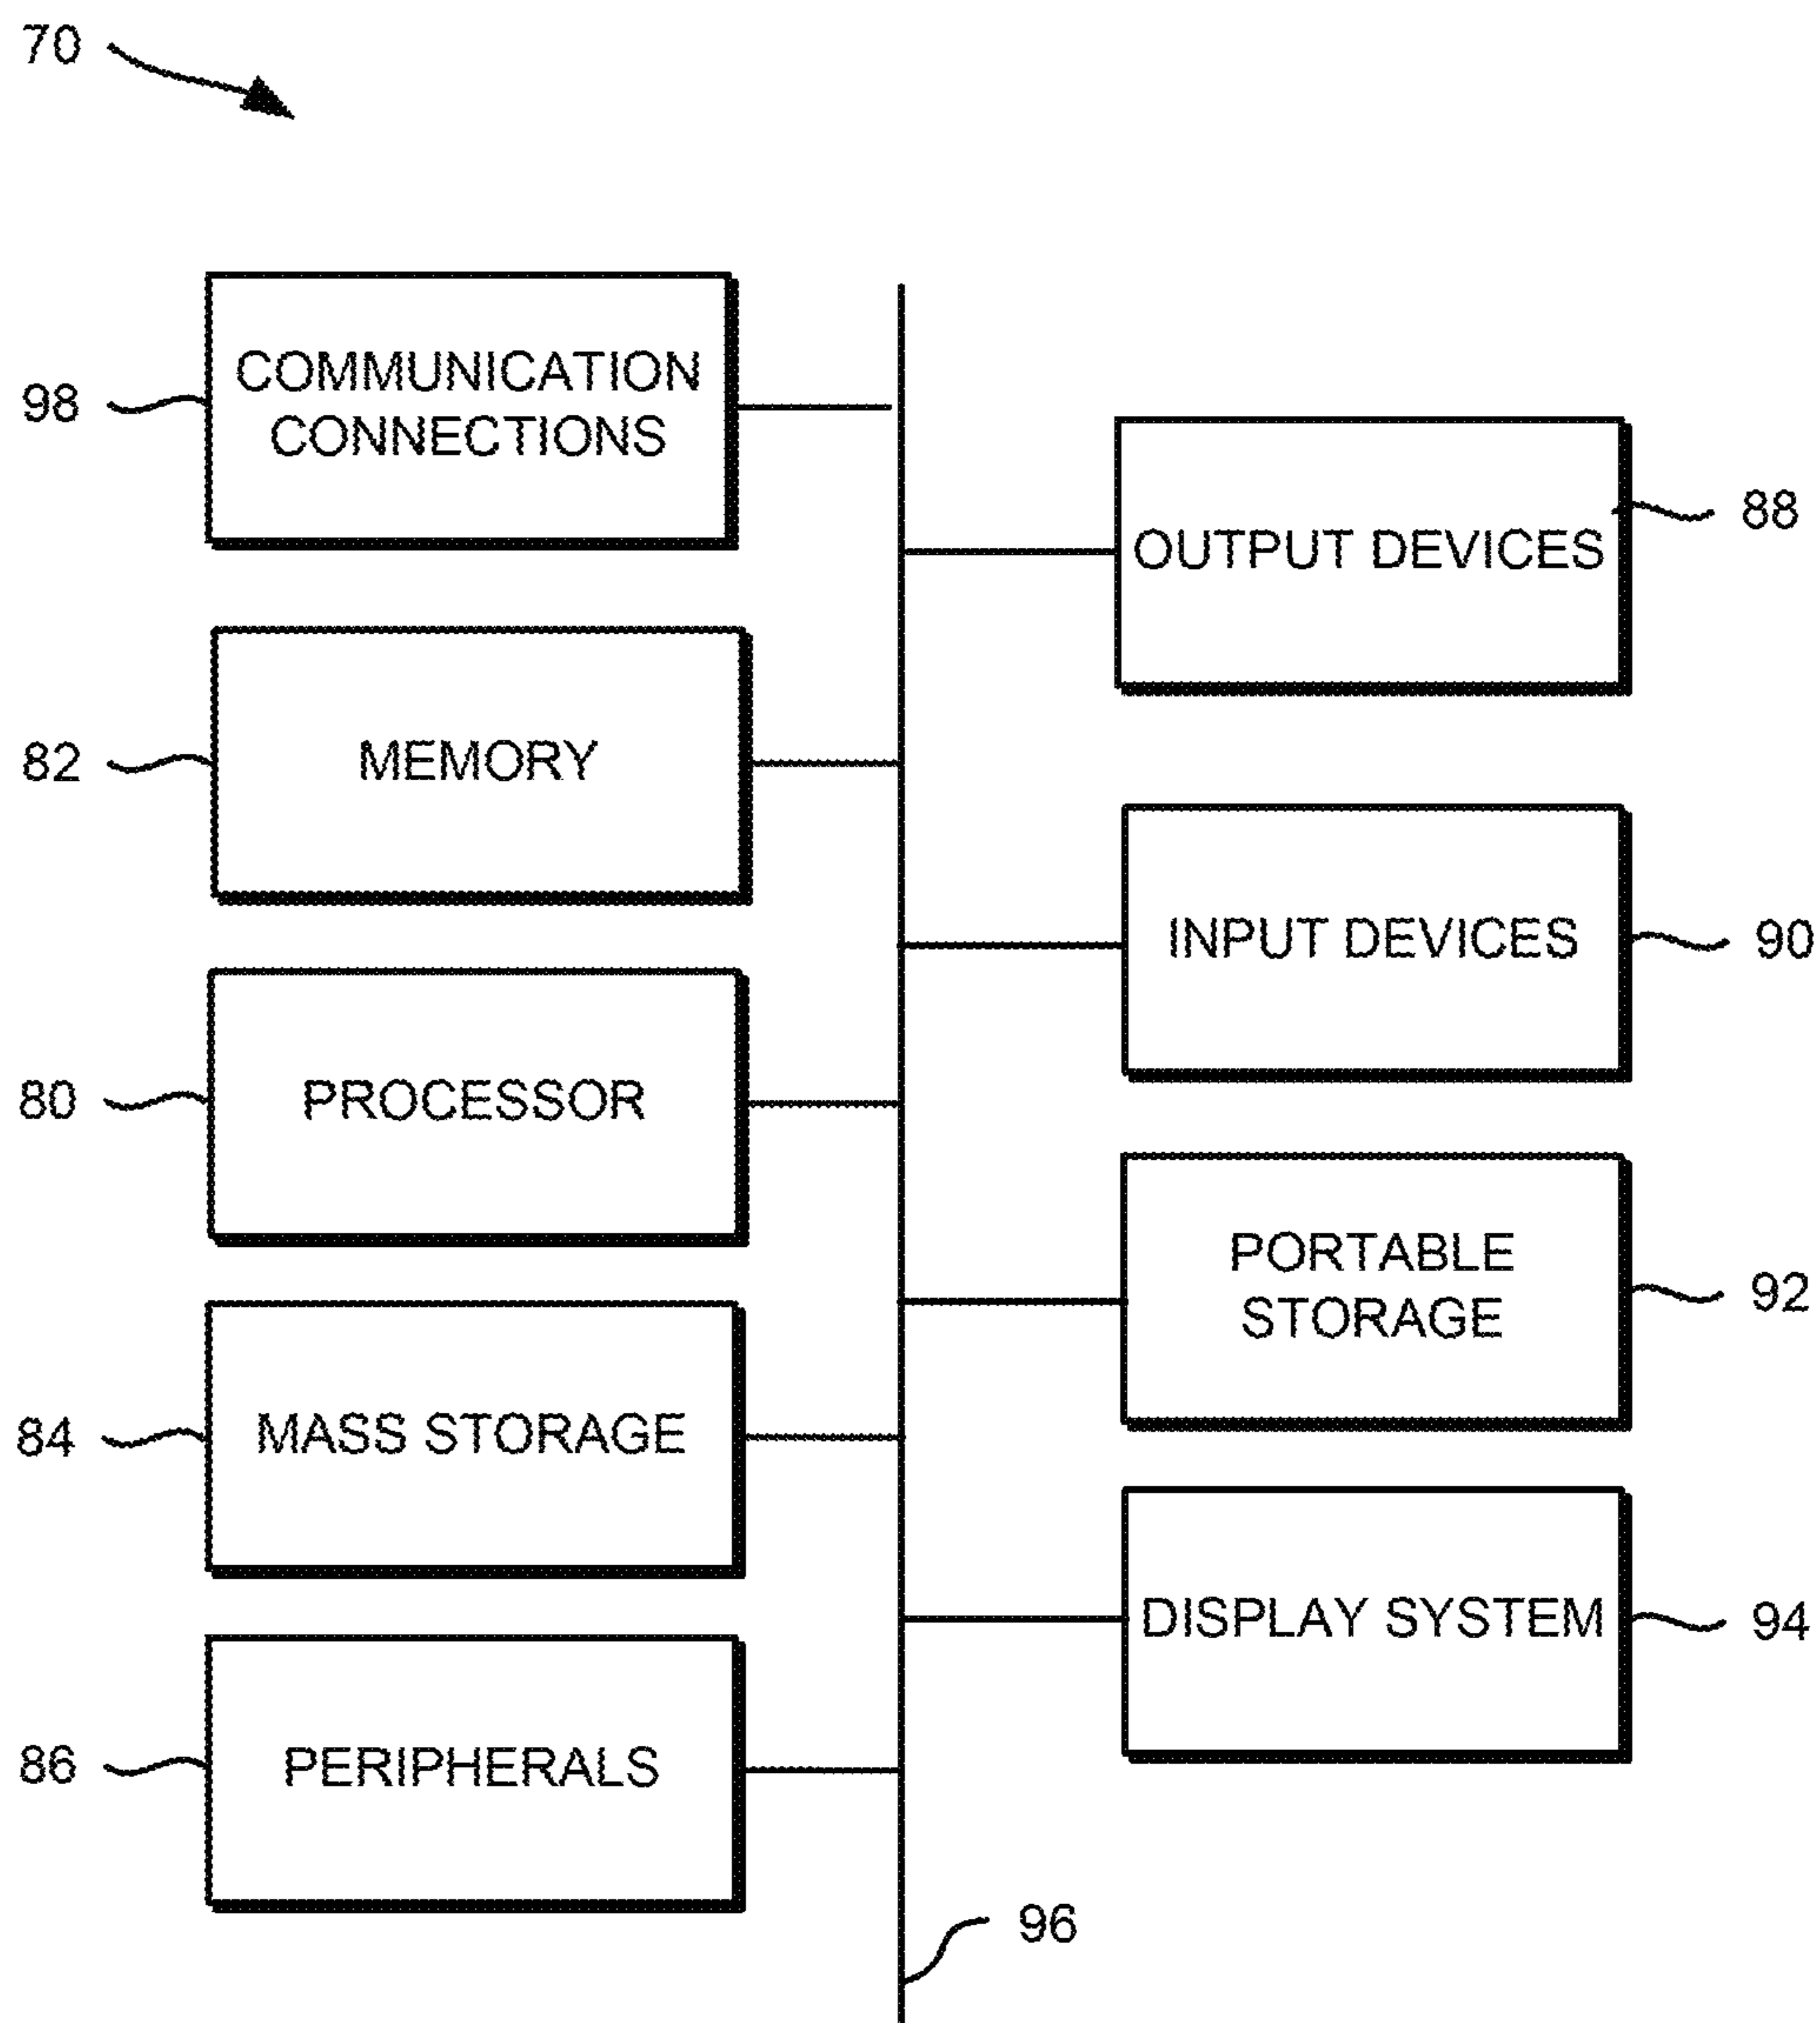 70
98
COMMUNICATION
CONNECTIONS
OUTPUT DEVICES
88
82
MEMORY
INPUT DEVICES
90
80
PROCESSOR
PORTABLE
STORAGE
92
84
MASS STORAGE
DISPLAY SYSTEM
94
86
PERIPHERALS
96